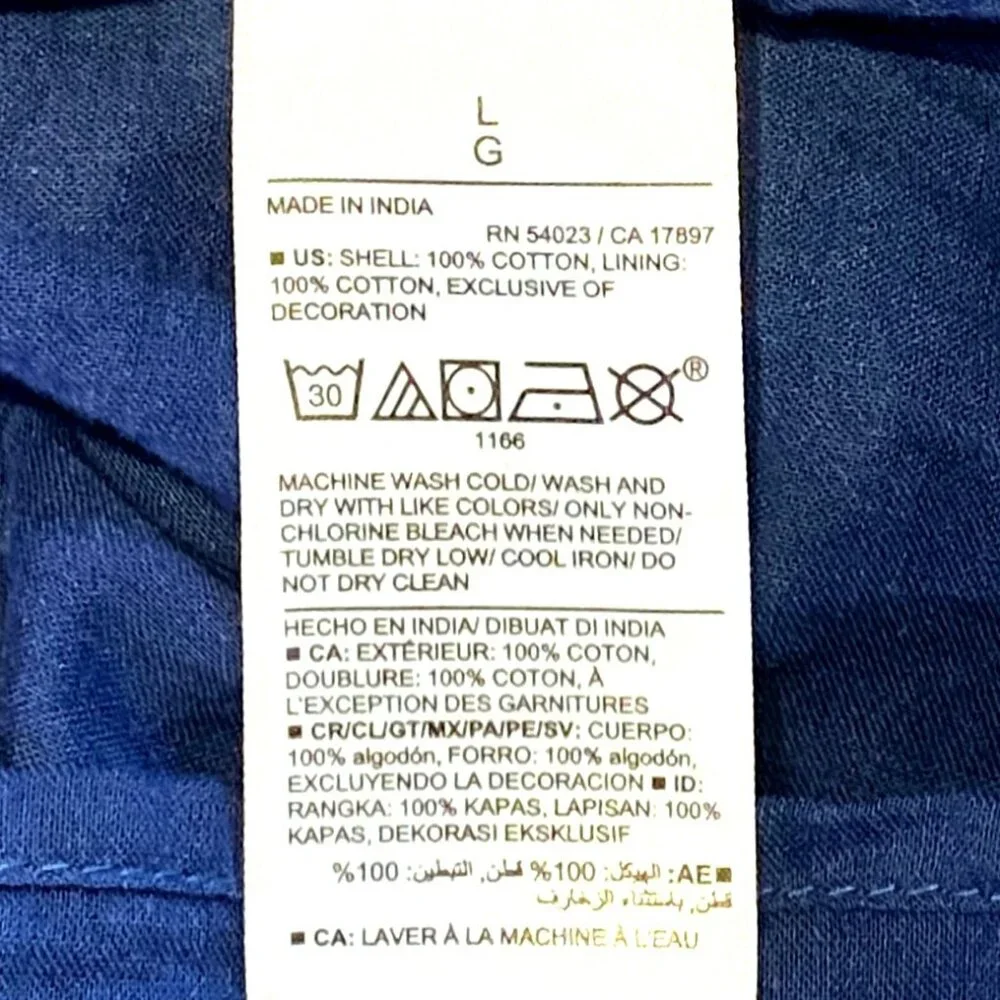 L
G
MADE IN INDIA
RN 54023 / CA 17897
■ US: SHELL: 100% COTTON, LINING:
100% COTTON, EXCLUSIVE OF
DECORATION
30
®
1166
MACHINE WASH COLD/ WASH AND
DRY WITH LIKE COLORS/ ONLY NON-
CHLORINE BLEACH WHEN NEEDED/
TUMBLE DRY LOW/ COOL IRON/ DO
NOT DRY CLEAN
HECHO EN INDIA/ DIBUAT DI INDIA
■ CA: EXTÉRIEUR: 100% COTON,
DOUBLURE: 100% COTON, À
L'EXCEPTION DES GARNITURES
■ CR/CL/GT/MX/PA/PE/SV: CUERPO:
100% algodón, FORRO: 100% algodón,
EXCLUYENDO LA DECORACION ■ ID:
RANGKA: 100% KAPAS, LAPISAN: 100%
KAPAS, DEKORASI EKSKLUSIF
■AE: الهيكل: 100% قطن, التبطين: 100%
قطن, باستثناء الزخارف
■ CA: LAVER À LA MACHINE À L'EAU